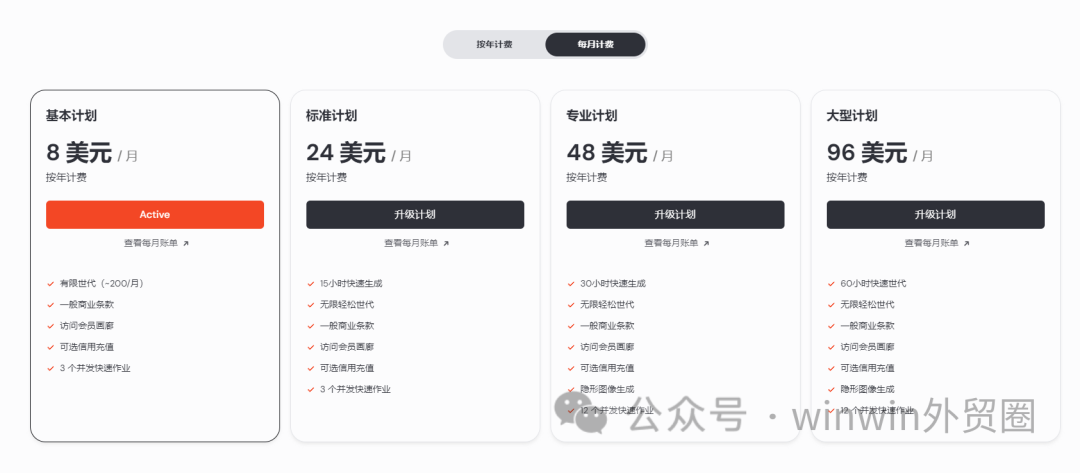 按年计费 每月计费
基本计划
8 美元 / 月
按年计费
Active
查看每月账单 ↗
有限世代（~200/月）
一般商业条款
访问会员画廊
可选信用充值
3 个并发快速作业
标准计划
24 美元 / 月
按年计费
升级计划
查看每月账单 ↗
15小时快速生成
无限轻松世代
一般商业条款
访问会员画廊
可选信用充值
3 个并发快速作业
专业计划
48 美元 / 月
按年计费
升级计划
查看每月账单 ↗
30小时快速生成
无限轻松世代
一般商业条款
访问会员画廊
可选信用充值
隐形图像生成
12 个并发快速作业
大型计划
96 美元 / 月
按年计费
升级计划
查看每月账单 ↗
60小时快速世代
无限轻松世代
一般商业条款
访问会员画廊
可选信用充值
隐形图像生成
12 个并发快速作业
公众号 · winwin外贸圈